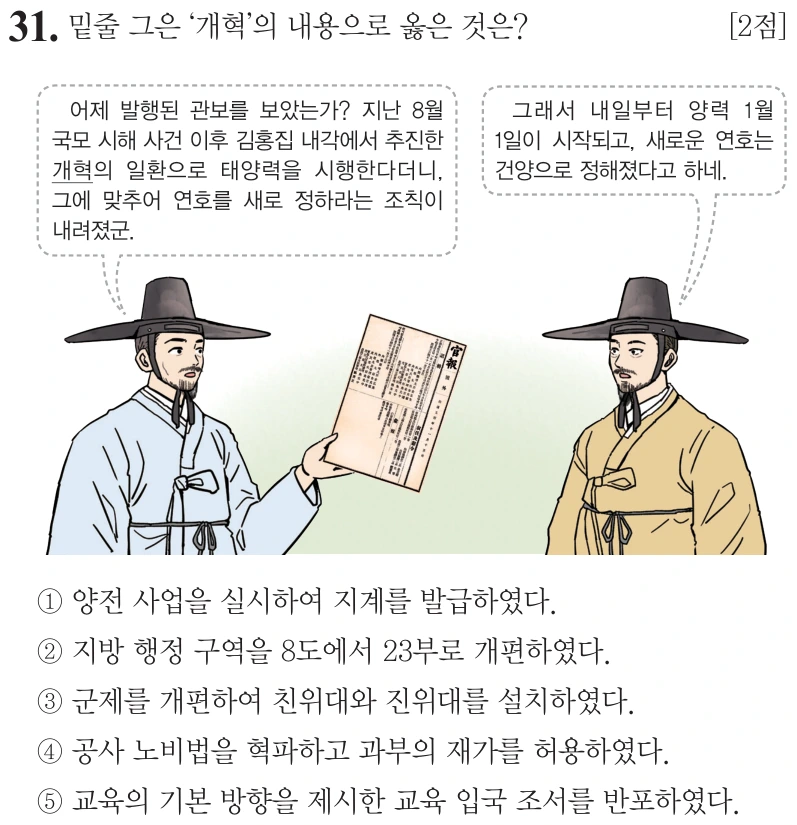 31. 밑줄 그은 ‘개혁’의 내용으로 옳은 것은? [2점]
어제 발행된 관보를 보았는가? 지난 8월
국모 시해 사건 이후 김홍집 내각에서 추진한
개혁의 일환으로 태양력을 시행한다더니,
그에 맞추어 연호를 새로 정하라는 조칙이
내려졌군.
그래서 내일부터 양력 1월
1일이 시작되고, 새로운 연호는
건양으로 정해졌다고 하네.
官報
① 양전 사업을 실시하여 지계를 발급하였다.
② 지방 행정 구역을 8도에서 23부로 개편하였다.
③ 군제를 개편하여 친위대와 진위대를 설치하였다.
④ 공사 노비법을 혁파하고 과부의 재가를 허용하였다.
⑤ 교육의 기본 방향을 제시한 교육 입국 조서를 반포하였다.